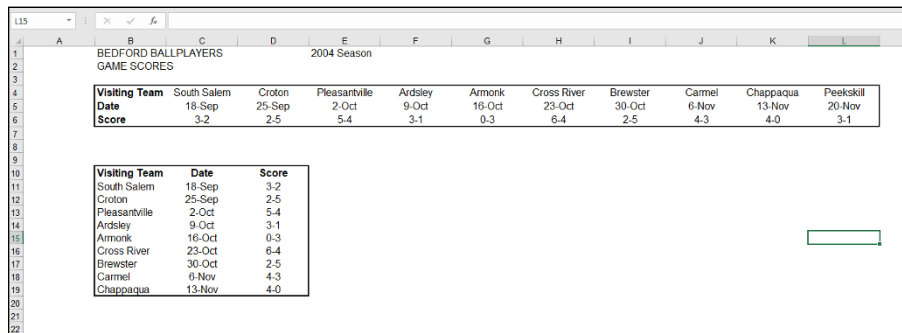 L15 fx
A B C D E F G H I J K L
1 BEDFORD BALLPLAYERS 2004 Season
2 GAME SCORES
3
4 Visiting Team South Salem Croton Pleasantville Ardsley Armonk Cross River Brewster Carmel Chappaqua Peekskill
5 Date 18-Sep 25-Sep 2-Oct 9-Oct 16-Oct 23-Oct 30-Oct 6-Nov 13-Nov 20-Nov
6 Score 3-2 2-5 5-4 3-1 0-3 6-4 2-5 4-3 4-0 3-1
7
8
9
10 Visiting Team Date Score
11 South Salem 18-Sep 3-2
12 Croton 25-Sep 2-5
13 Pleasantville 2-Oct 5-4
14 Ardsley 9-Oct 3-1
15 Armonk 16-Oct 0-3
16 Cross River 23-Oct 6-4
17 Brewster 30-Oct 2-5
18 Carmel 6-Nov 4-3
19 Chappaqua 13-Nov 4-0
20
21
22